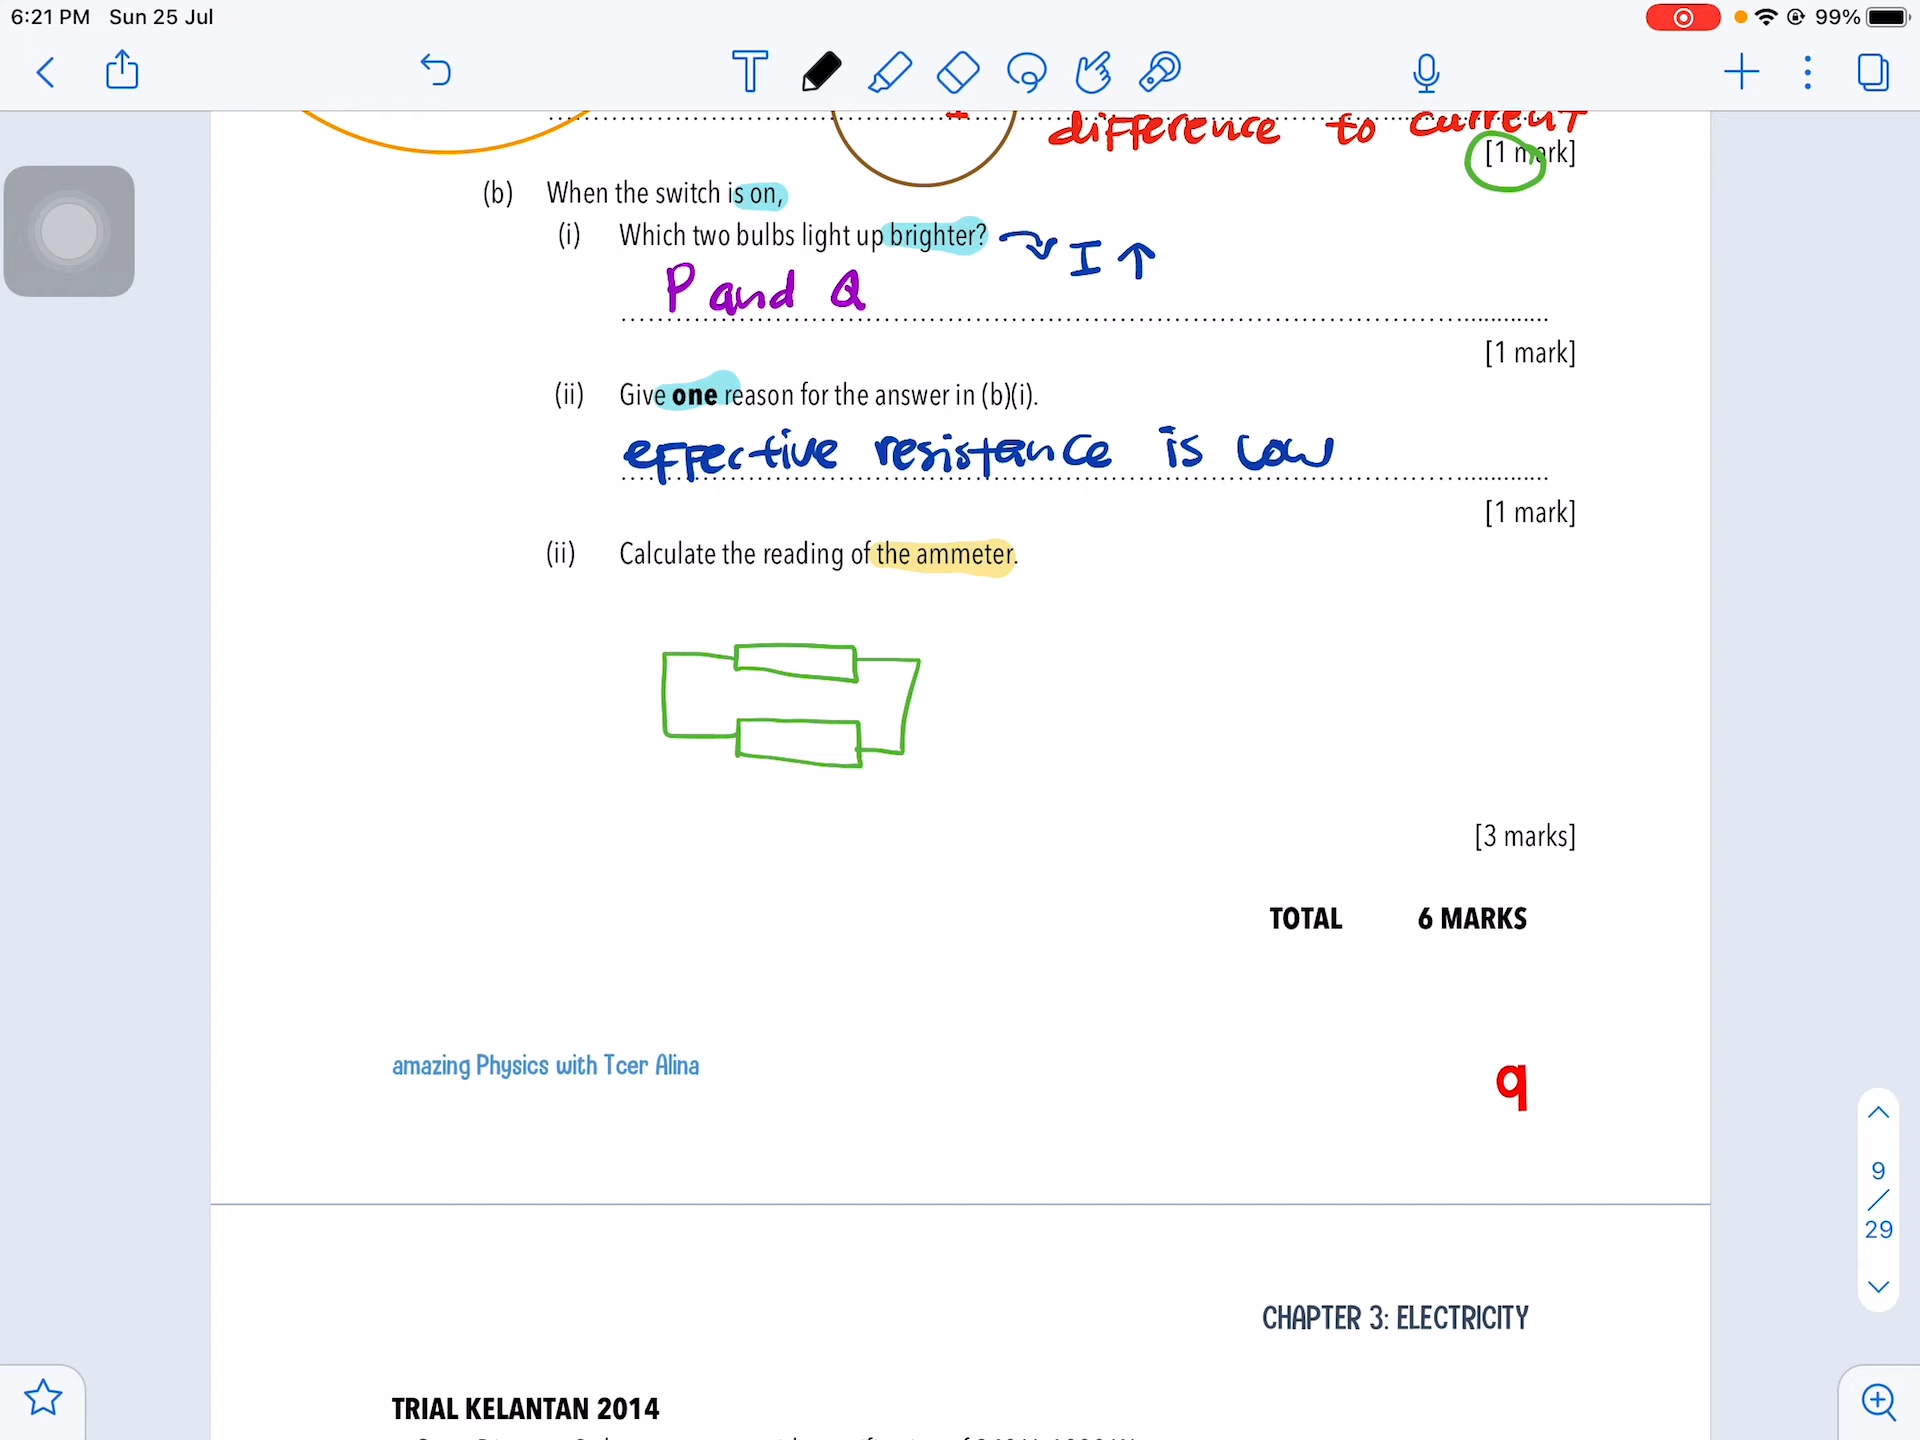 6:21 PM Sun 25 Jul
99%
T
difference to current
[1 mark]
(b) When the switch is on,
(i) Which two bulbs light up brighter? I ↑
P and Q
[1 mark]
(ii) Give one reason for the answer in (b)(i).
effective resistance is low
[1 mark]
(ii) Calculate the reading of the ammeter.
[3 marks]
TOTAL 6 MARKS
amazing Physics with Tcer Alina
9
9
/
29
CHAPTER 3: ELECTRICITY
TRIAL KELANTAN 2014